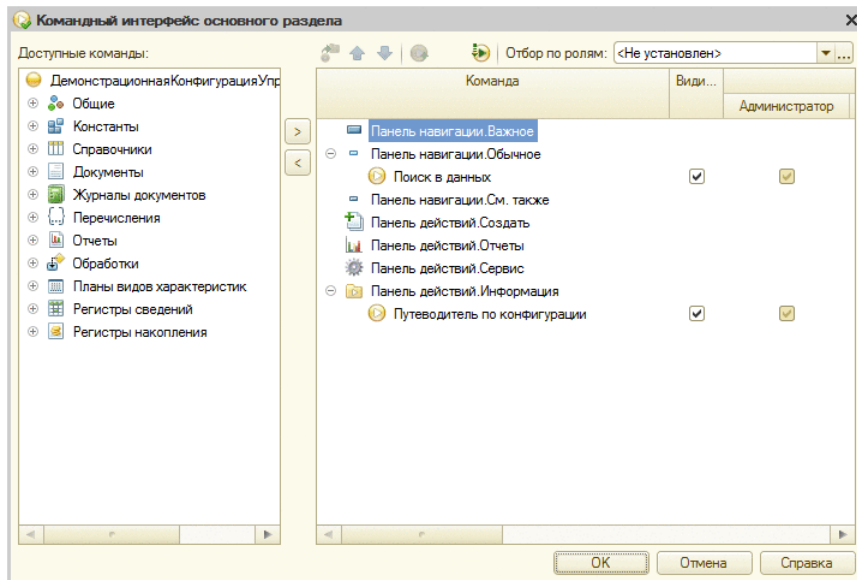 Командный интерфейс основного раздела
Доступные команды:
Отбор по ролям: <Не установлен>
ДемонстрационнаяКонфигурацияУпр
Общие
Константы
Справочники
Документы
Журналы документов
Перечисления
Отчеты
Обработки
Планы видов характеристик
Регистры сведений
Регистры накопления
Команда
Види...
Администратор
Панель навигации.Важное
Панель навигации.Обычное
Поиск в данных
Панель навигации.См. также
Панель действий.Создать
Панель действий.Отчеты
Панель действий.Сервис
Панель действий.Информация
Путеводитель по конфигурации
ОК
Отмена
Справка